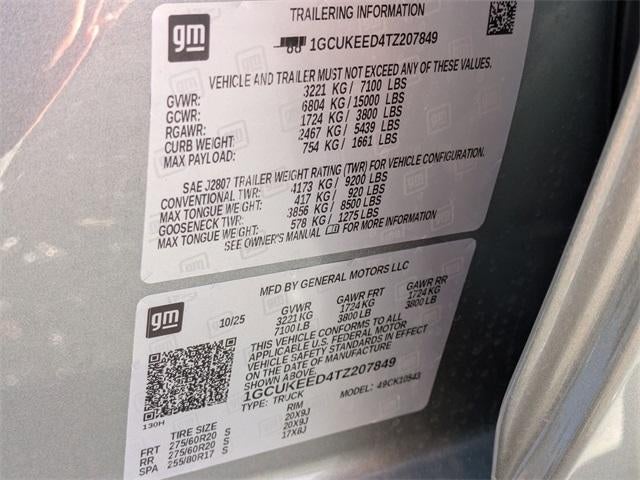 gm
TRAILERING INFORMATION
1GCUKEED4TZ207849
VEHICLE AND TRAILER MUST NOT EXCEED ANY OF THESE VALUES.
GVWR: 3221 KG/ 7100 LBS
GCWR: 6804 KG/ 15000 LBS
RGAWR: 1724 KG/ 3800 LBS
CURB WEIGHT: 2467 KG/ 5439 LBS
MAX PAYLOAD: 754 KG/ 1661 LBS
SAE J2807 TRAILER WEIGHT RATING (TWR) FOR VEHICLE CONFIGURATION.
CONVENTIONAL TWR: 4173 KG/ 9200 LBS
MAX TONGUE WEIGHT: 417 KG/ 920 LBS
GOOSENECK TWR: 3856 KG/ 8500 LBS
MAX TONGUE WGHT: 578 KG/ 1275 LBS
SEE OWNER'S MANUAL FOR MORE INFORMATION
gm
MFD BY GENERAL MOTORS LLC
10/25 GVWR GAWR FRT GAWR RR
3221 KG 1724 KG 1724 KG
7100 LB 3800 LB 3800 LB
THIS VEHICLE CONFORMS TO ALL
APPLICABLE U.S. FEDERAL MOTOR
VEHICLE SAFETY STANDARDS IN EFFECT
ON THE DATE OF MANUFACTURE
SHOWN ABOVE.
1GCUKEED4TZ207849
TYPE: TRUCK MODEL: 49CK10543
130H
TIRE SIZE RIM
FRT 275/60R20 S 20X9J
RR 275/60R20 S 20X9J
SPA 255/80R17 S 17X8J